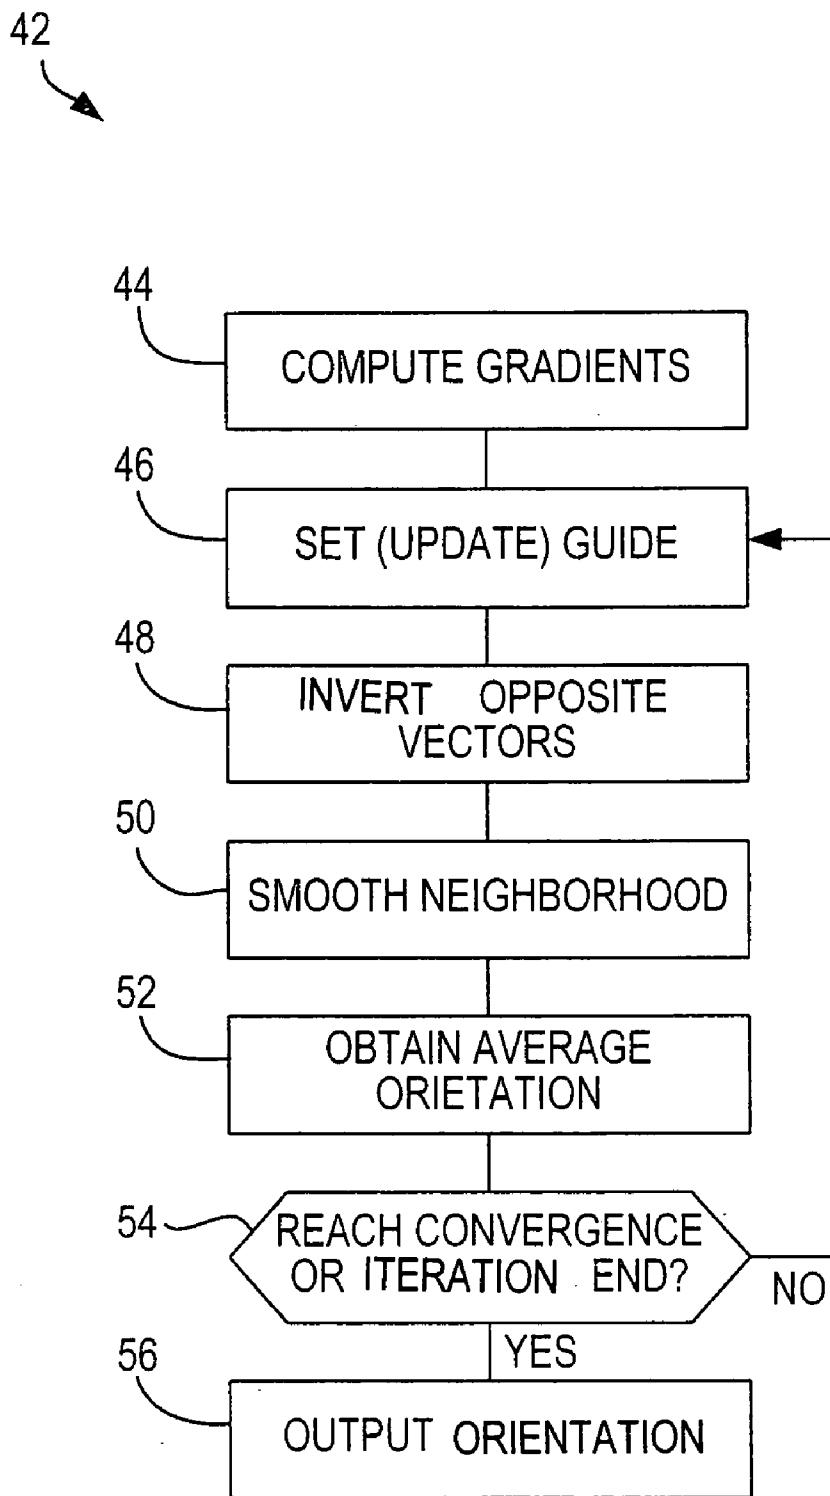 42
44
COMPUTE GRADIENTS
46
SET (UPDATE) GUIDE
48
INVERT OPPOSITE
VECTORS
50
SMOOTH NEIGHBORHOOD
52
OBTAIN AVERAGE
ORIETATION
54
REACH CONVERGENCE
OR ITERATION END?
NO
YES
56
OUTPUT ORIENTATION